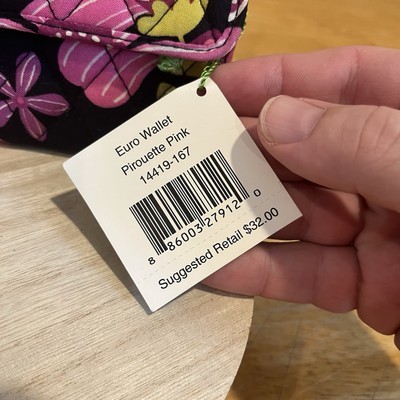 Euro Wallet
Pirouette Pink
14419-167
8 86003 27912 0
Suggested Retail $32.00